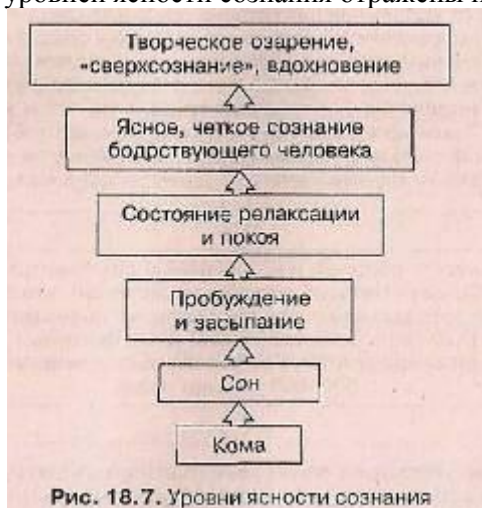 уровней ясности сознания отражены
Творческое озарение,
«сверхсознание», вдохновение
Ясное, четкое сознание
бодрствующего человека
Состояние релаксации
и покоя
Пробуждение
и засыпание
Сон
Кома
Рис. 18.7. Уровни ясности сознания